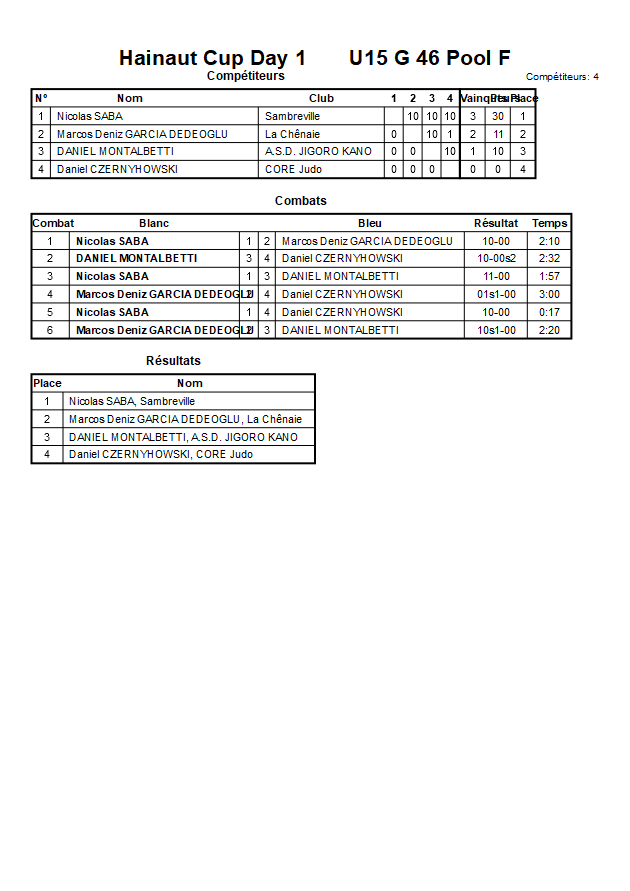 Hainaut Cup Day 1 U15 G 46 Pool F
Compétiteurs Compétiteurs: 4
N° Nom Club 1 2 3 4 Vainqueurs Place
1 Nicolas SABA Sambreville 10 10 10 3 30 1
2 Marcos Deniz GARCIA DEDEOGLU La Chênaie 0 10 1 2 11 2
3 DANIEL MONTALBETTI A.S.D. JIGORO KANO 0 0 10 1 10 3
4 Daniel CZERNYHOWSKI CORE Judo 0 0 0 0 0 4
Combats
Combat Blanc Bleu Résultat Temps
1 Nicolas SABA 1 2 Marcos Deniz GARCIA DEDEOGLU 10-00 2:10
2 DANIEL MONTALBETTI 3 4 Daniel CZERNYHOWSKI 10-00s2 2:32
3 Nicolas SABA 1 3 DANIEL MONTALBETTI 11-00 1:57
4 Marcos Deniz GARCIA DEDEOGLU 2 4 Daniel CZERNYHOWSKI 01s1-00 3:00
5 Nicolas SABA 1 4 Daniel CZERNYHOWSKI 10-00 0:17
6 Marcos Deniz GARCIA DEDEOGLU 2 3 DANIEL MONTALBETTI 10s1-00 2:20
Résultats
Place Nom
1 Nicolas SABA, Sambreville
2 Marcos Deniz GARCIA DEDEOGLU, La Chênaie
3 DANIEL MONTALBETTI, A.S.D. JIGORO KANO
4 Daniel CZERNYHOWSKI, CORE Judo